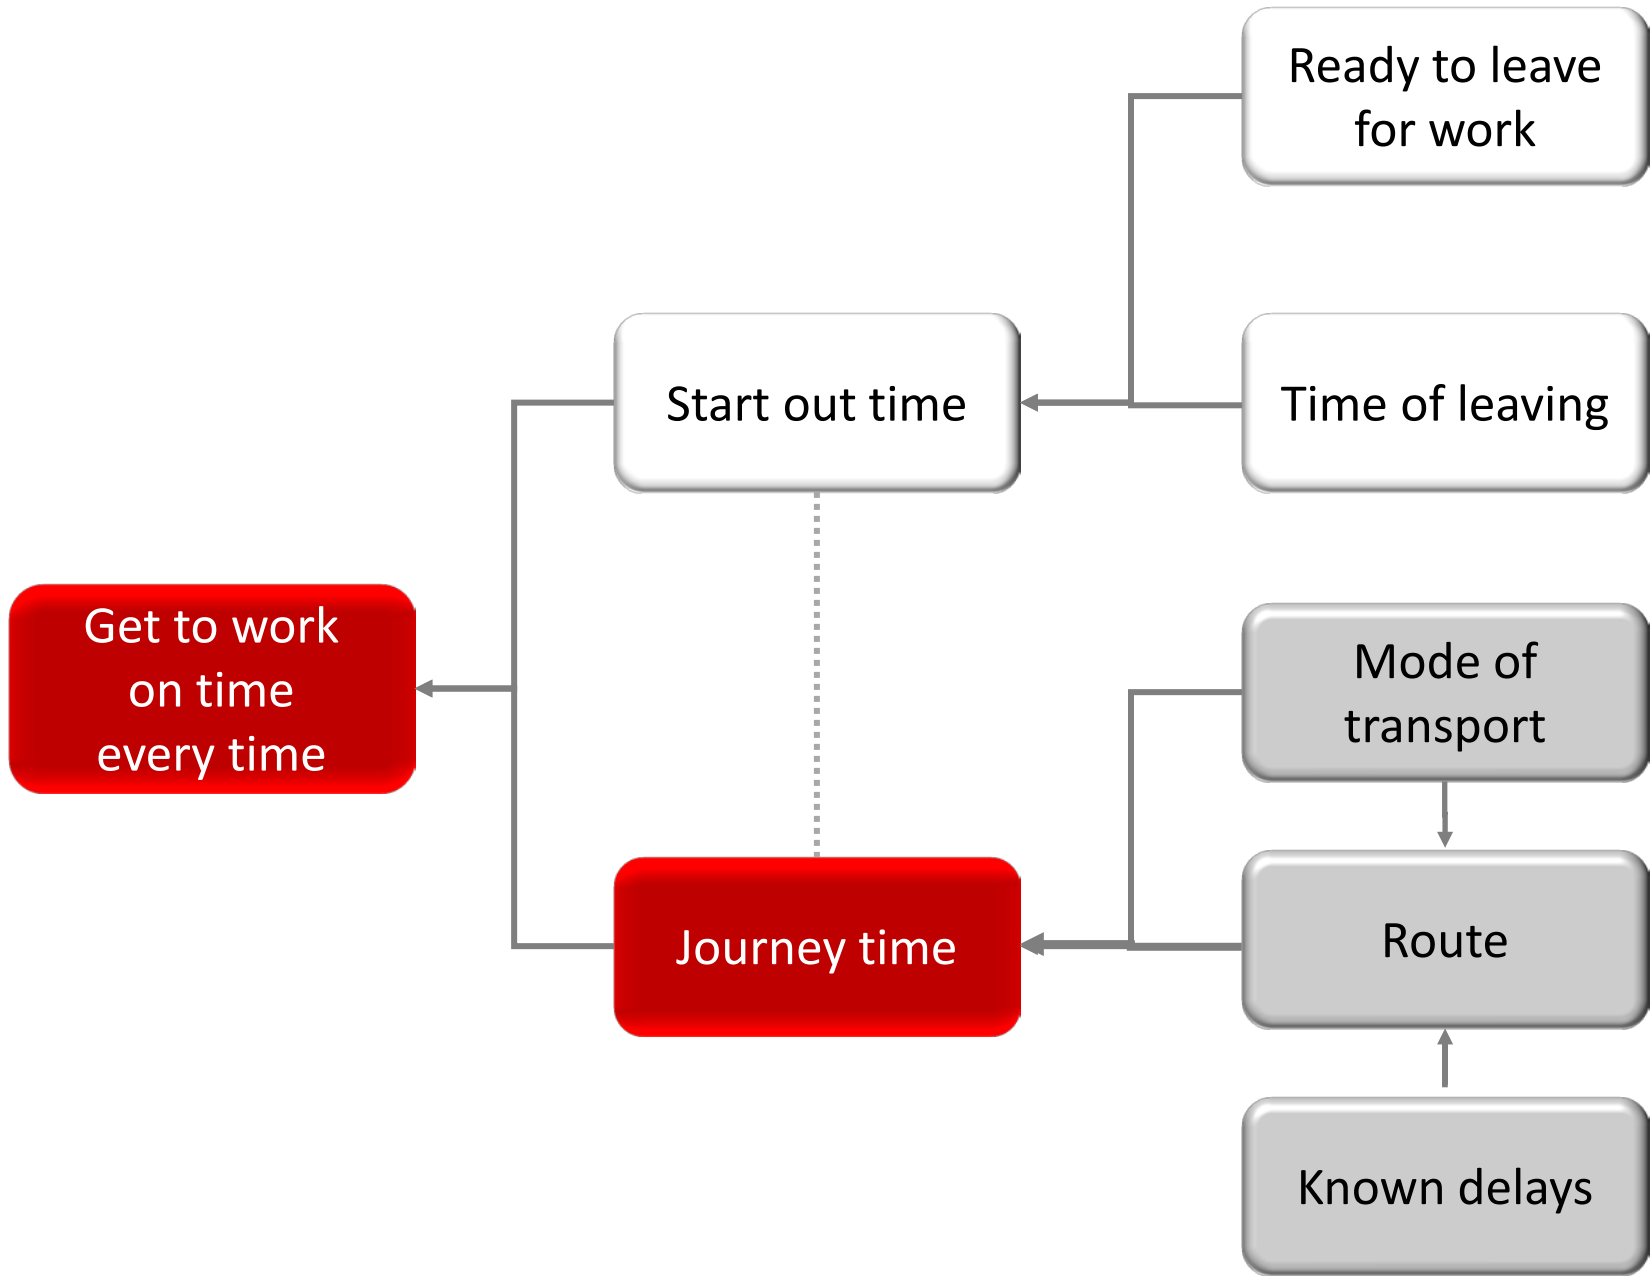 Ready to leave
for work
Start out time
Time of leaving
Get to work
on time
every time
Mode of
transport
Journey time
Route
Known delays